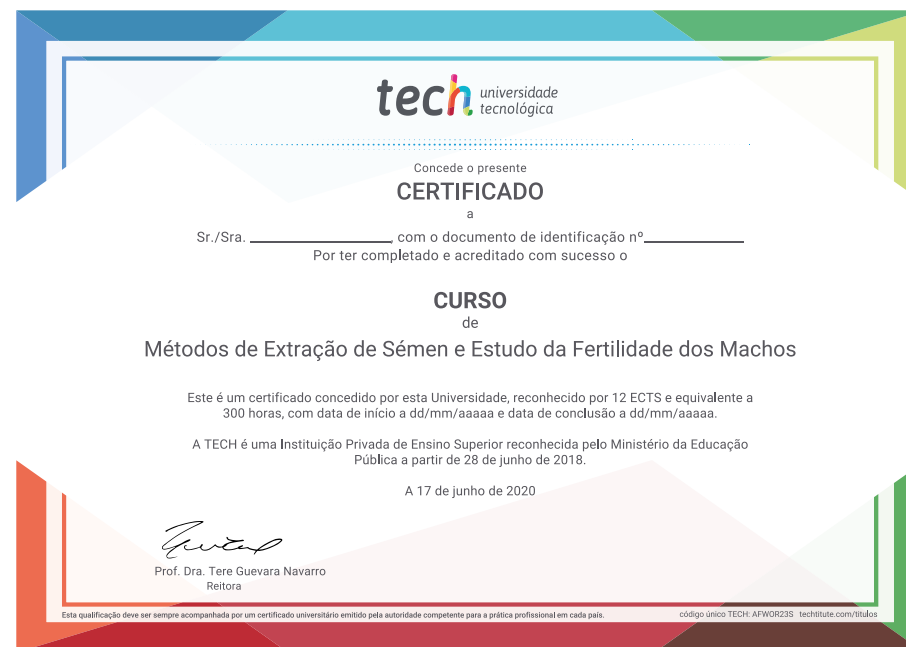 tech universidade
tecnológica
Concede o presente
CERTIFICADO
a
Sr./Sra. ________________, com o documento de identificação nº____________
Por ter completado e acreditado com sucesso o
CURSO
de
Métodos de Extração de Sémen e Estudo da Fertilidade dos Machos
Este é um certificado concedido por esta Universidade, reconhecido por 12 ECTS e equivalente a
300 horas, com data de início a dd/mm/aaaaa e data de conclusão a dd/mm/aaaaa.
A TECH é uma Instituição Privada de Ensino Superior reconhecida pelo Ministério da Educação
Pública a partir de 28 de junho de 2018.
A 17 de junho de 2020
Prof. Dra. Tere Guevara Navarro
Reitora
Esta qualificação deve ser sempre acompanhada por um certificado universitário emitido pela autoridade competente para a prática profissional em cada país. código único TECH: AFWOR23S techtitute.com/titulos